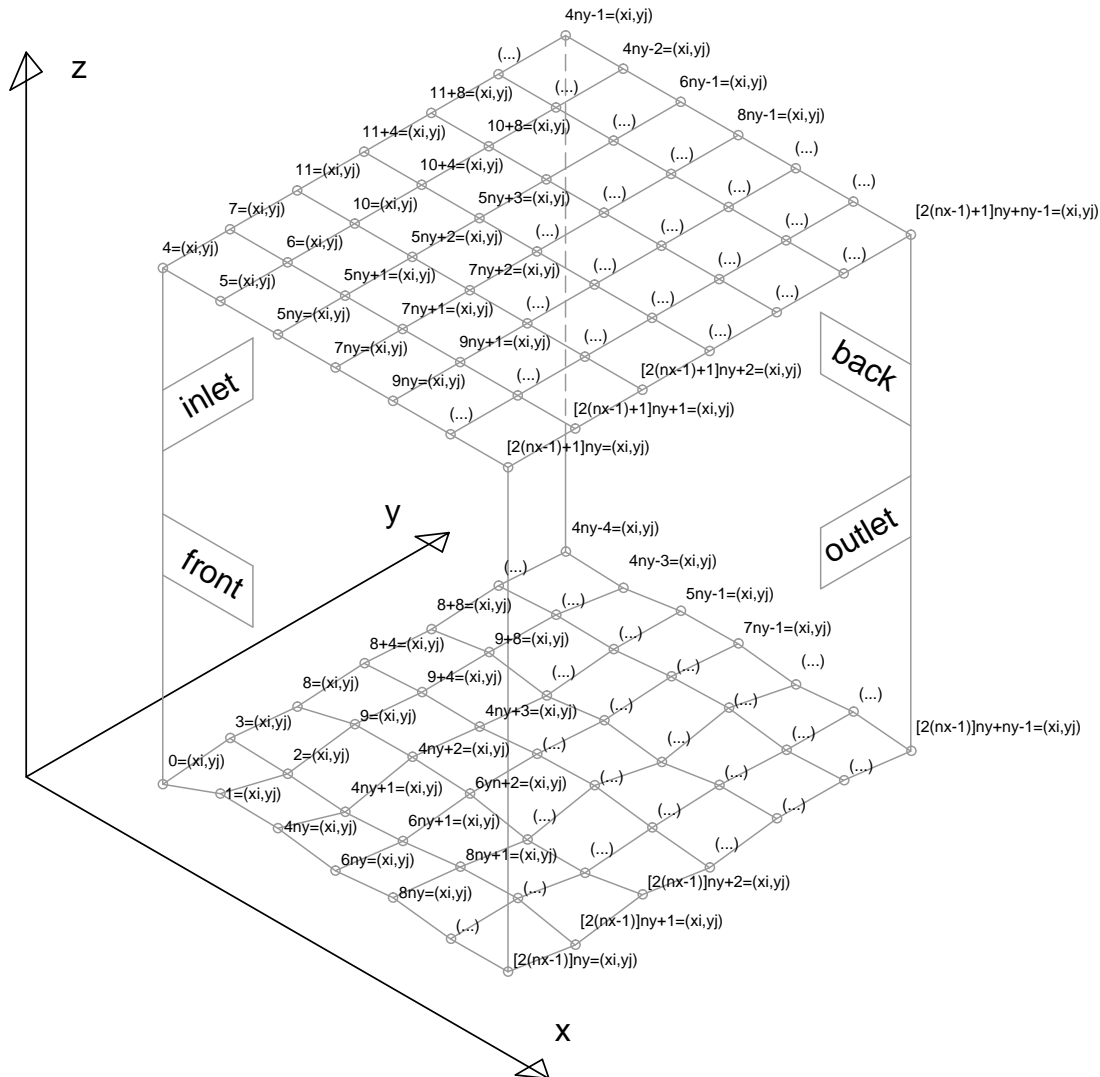 4ny-1=(xi,yj)
z
(...)
4ny-2=(xi,yj)
11+8=(xi,yj)
(...)
6ny-1=(xi,yj)
11+4=(xi,yj)
10+8=(xi,yj)
(...)
8ny-1=(xi,yj)
11=(xi,yj)
10+4=(xi,yj)
(...)
(...)
7=(xi,yj)
10=(xi,yj)
5ny+3=(xi,yj)
(...)
(...)
(...)
[2(nx-1)+1]ny+ny-1=(xi,yj)
4=(xi,yj)
6=(xi,yj)
5ny+2=(xi,yj)
(...)
(...)
(...)
5=(xi,yj)
5ny+1=(xi,yj)
7ny+2=(xi,yj)
(...)
(...)
(...)
5ny=(xi,yj)
7ny+1=(xi,yj)
(...)
(...)
(...)
7ny=(xi,yj)
9ny+1=(xi,yj)
(...)
(...)
9ny=(xi,yj)
(...)
[2(nx-1)+1]ny+2=(xi,yj)
(...)
[2(nx-1)+1]ny+1=(xi,yj)
[2(nx-1)+1]ny=(xi,yj)
inlet
back
y
front
outlet
4ny-4=(xi,yj)
(...)
4ny-3=(xi,yj)
8+8=(xi,yj)
(...)
5ny-1=(xi,yj)
8+4=(xi,yj)
9+8=(xi,yj)
(...)
7ny-1=(xi,yj)
8=(xi,yj)
9+4=(xi,yj)
(...)
(...)
(...)
3=(xi,yj)
9=(xi,yj)
4ny+3=(xi,yj)
(...)
(...)
(...)
[2(nx-1)]ny+ny-1=(xi,yj)
0=(xi,yj)
2=(xi,yj)
4ny+2=(xi,yj)
(...)
(...)
(...)
1=(xi,yj)
4ny+1=(xi,yj)
6yn+2=(xi,yj)
(...)
(...)
(...)
4ny=(xi,yj)
6ny+1=(xi,yj)
(...)
(...)
(...)
6ny=(xi,yj)
8ny+1=(xi,yj)
(...)
(...)
8ny=(xi,yj)
(...)
[2(nx-1)]ny+2=(xi,yj)
(...)
[2(nx-1)]ny+1=(xi,yj)
[2(nx-1)]ny=(xi,yj)
x